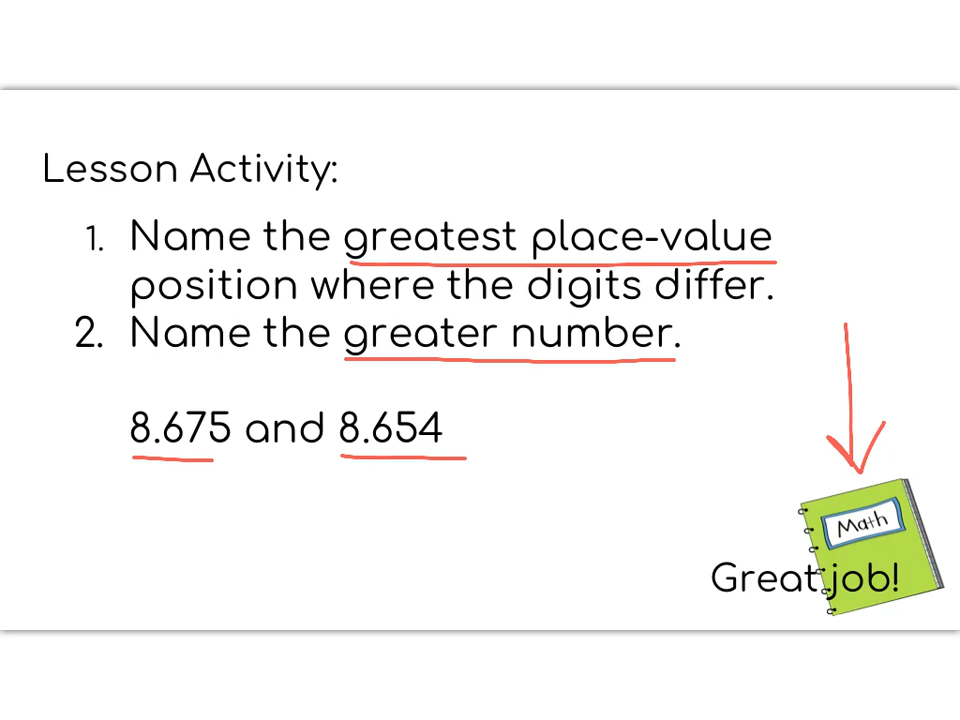 Lesson Activity:
1. Name the greatest place-value
position where the digits differ.
2. Name the greater number.
8.675 and 8.654
Math
Great job!